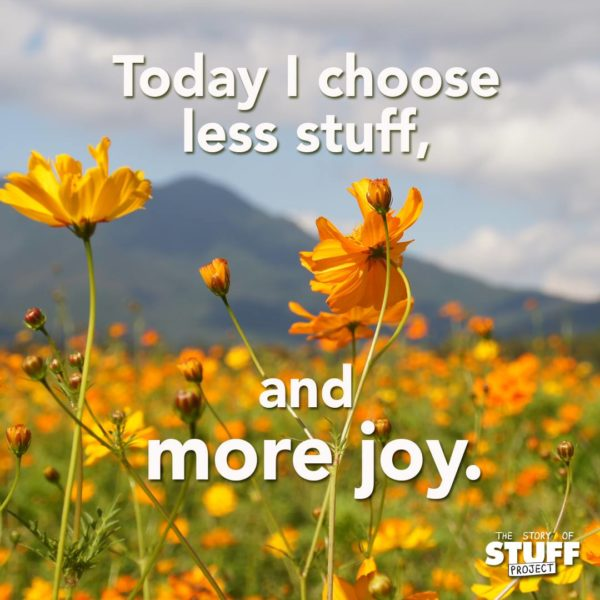 Today I choose
less stuff,
and
more joy.
THE STORY OF
STUFF
PROJECT